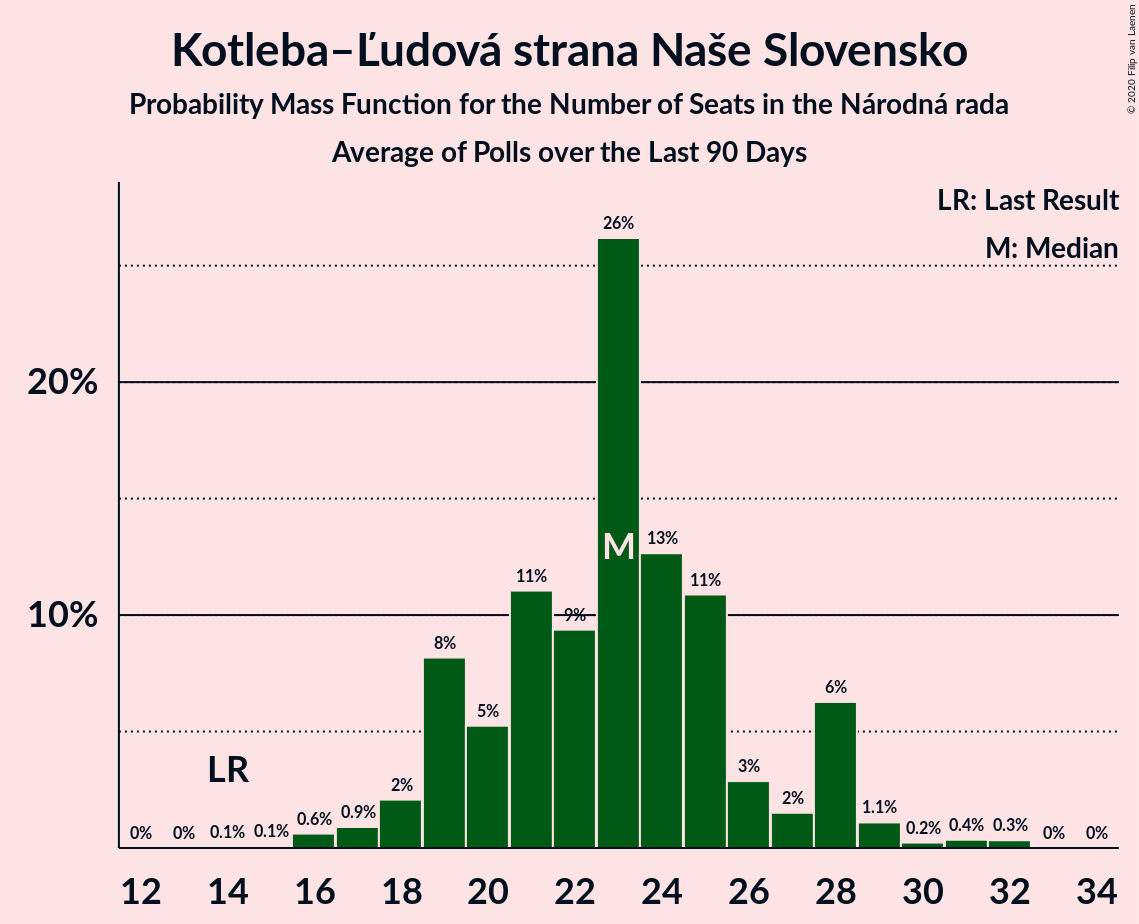 Kotleba–Ľudová strana Naše Slovensko
Probability Mass Function for the Number of Seats in the Národná rada
Average of Polls over the Last 90 Days
© 2020 Filip van Laenen
LR: Last Result
M: Median
26%
20%
M
13%
11%
11%
10%
9%
8%
6%
5%
LR
3%
2%
2%
1.1%
0.9%
0.6%
0.4%
0.3%
0.2%
0%
0%
0.1%
0.1%
0%
0%
12 14 16 18 20 22 24 26 28 30 32 34